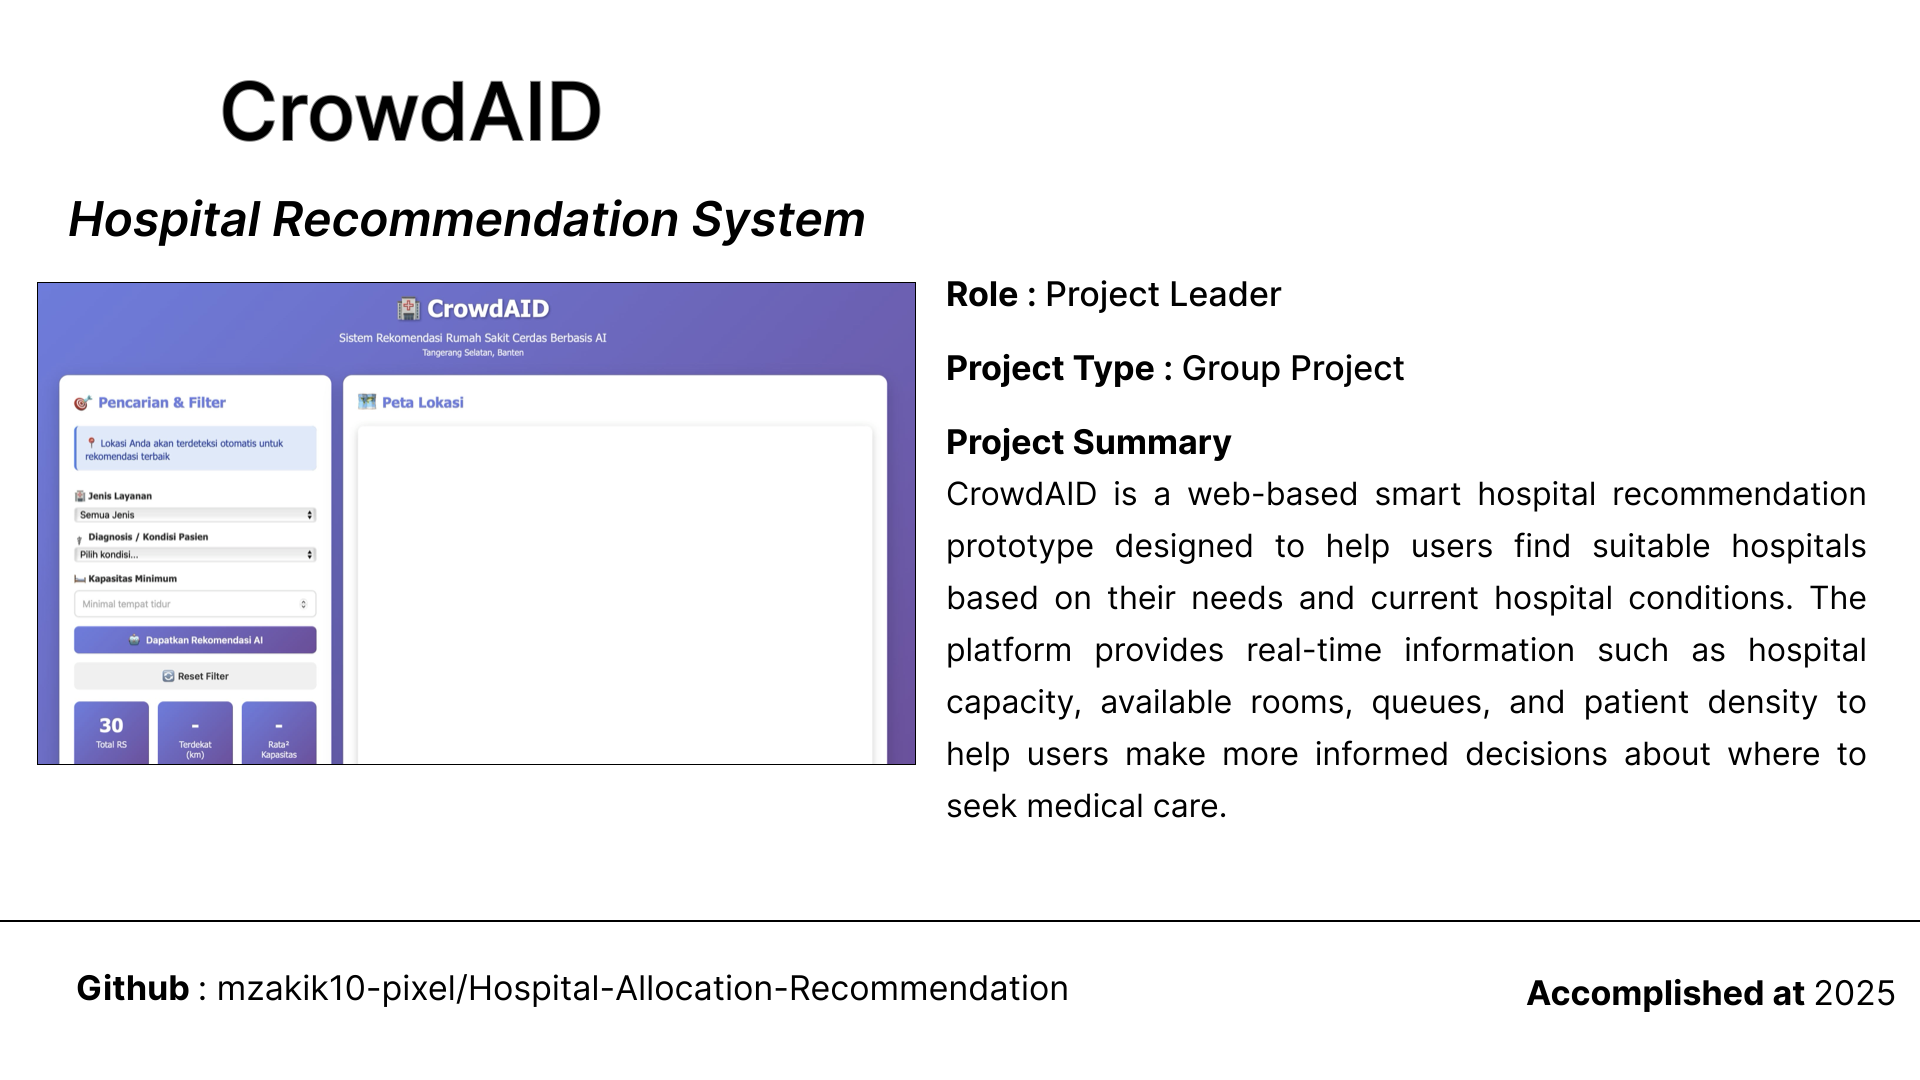 CrowdAID
Hospital Recommendation System
CrowdAID
Sistem Rekomendasi Rumah Sakit Cerdas Berbasis AI
Tangerang Selatan, Banten
Pencarian & Filter
Lokasi Anda akan terdeteksi otomatis untuk
rekomendasi terbaik
Jenis Layanan
Semua Jenis
Diagnosis / Kondisi Pasien
Pilih kondisi...
Kapasitas Minimum
Minimal tempat tidur
Dapatkan Rekomendasi AI
Reset Filter
30
Total RS
-
Terdekat
(km)
-
Rata²
Kapasitas
Peta Lokasi
Role : Project Leader
Project Type : Group Project
Project Summary
CrowdAID is a web-based smart hospital recommendation
prototype designed to help users find suitable hospitals
based on their needs and current hospital conditions. The
platform provides real-time information such as hospital
capacity, available rooms, queues, and patient density to
help users make more informed decisions about where to
seek medical care.
Github : mzakik10-pixel/Hospital-Allocation-Recommendation
Accomplished at 2025